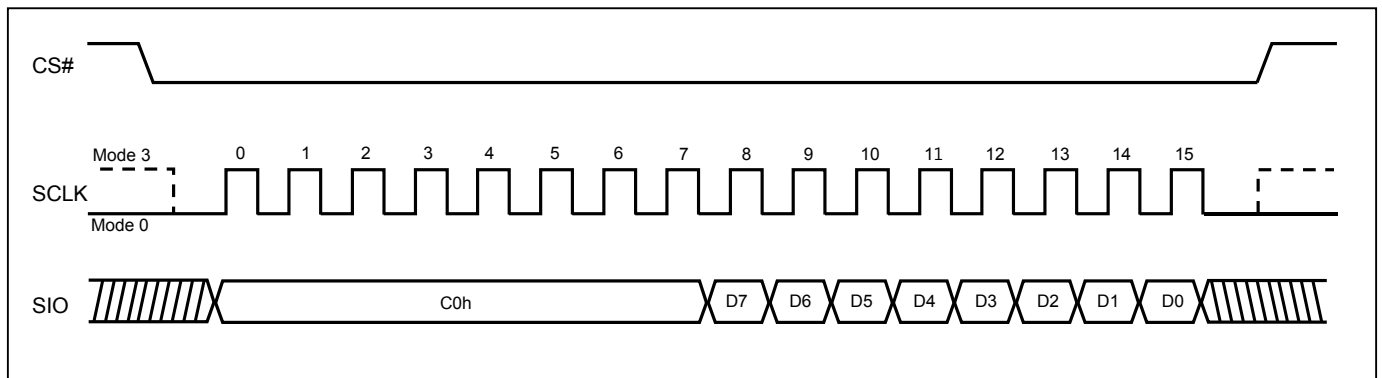 CS#
Mode 3 0 1 2 3 4 5 6 7 8 9 10 11 12 13 14 15
SCLK
Mode 0
SIO C0h D7 D6 D5 D4 D3 D2 D1 D0